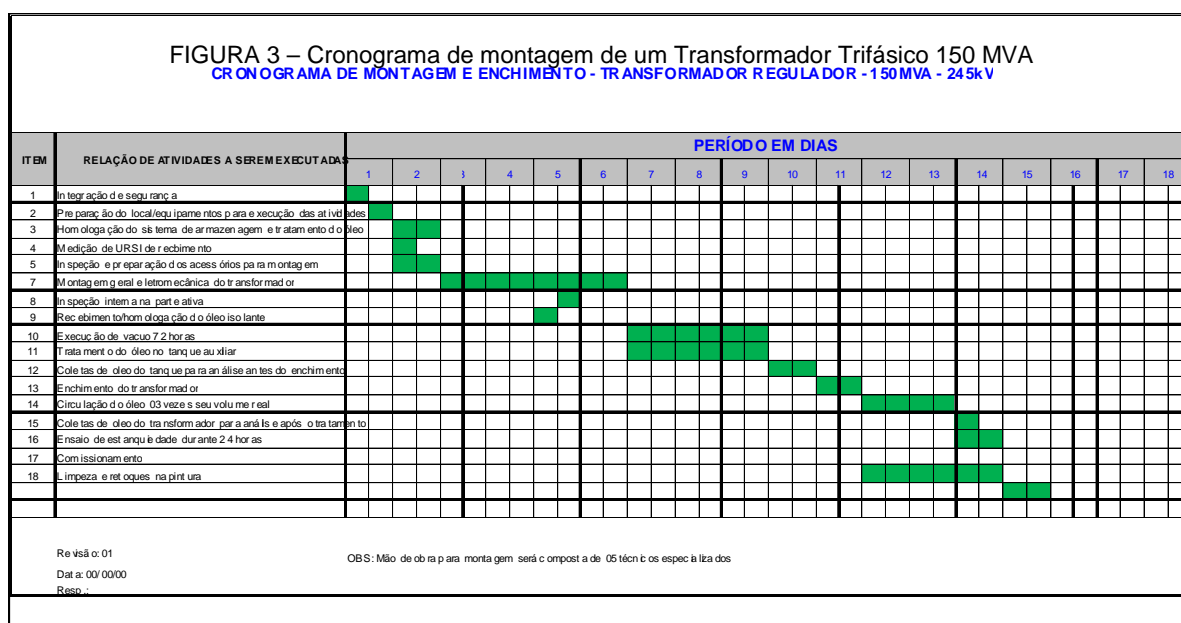 FIGURA 3 – Cronograma de montagem de um Transformador Trifásico 150 MVA
CRONOGRAMA DE MONTAGEM E ENCHIMENTO - TRANSFORMADOR REGULADOR - 150MVA - 245kV
ITEM RELAÇÃO DE ATIVIDADES A SEREM EXECUTADAS PERÍODO EM DIAS
1 2 3 4 5 6 7 8 9 10 11 12 13 14 15 16 17 18
1 Integração de segurança
2 Preparação do local/equipamentos para execução das atividades
3 Homologação do sistema de armazenagem e tratamento do óleo
4 Medição de URSI de recbimento
5 Inspeção e preparação dos acessórios para montagem
7 Montagem geral eletromecânica do transformador
8 Inspeção interna na parte ativa
9 Recebimento/homologação do óleo isolante
10 Execução de vacuo 72 horas
11 Tratamento do óleo no tanque auxiliar
12 Coletas de oleo do tanque para análise antes do enchimento
13 Enchimento do transformador
14 Circulação do óleo 03 vezes seu volume real
15 Coletas de oleo do transformador para análise após o tratamento
16 Ensaio de estanquiedade durante 24 horas
17 Comissionamento
18 Limpeza e retoques na pintura
Revisão: 01
OBS: Mão de obra para montagem será composta de 05 técnicos especializados
Data: 00/00/00
Resp.: